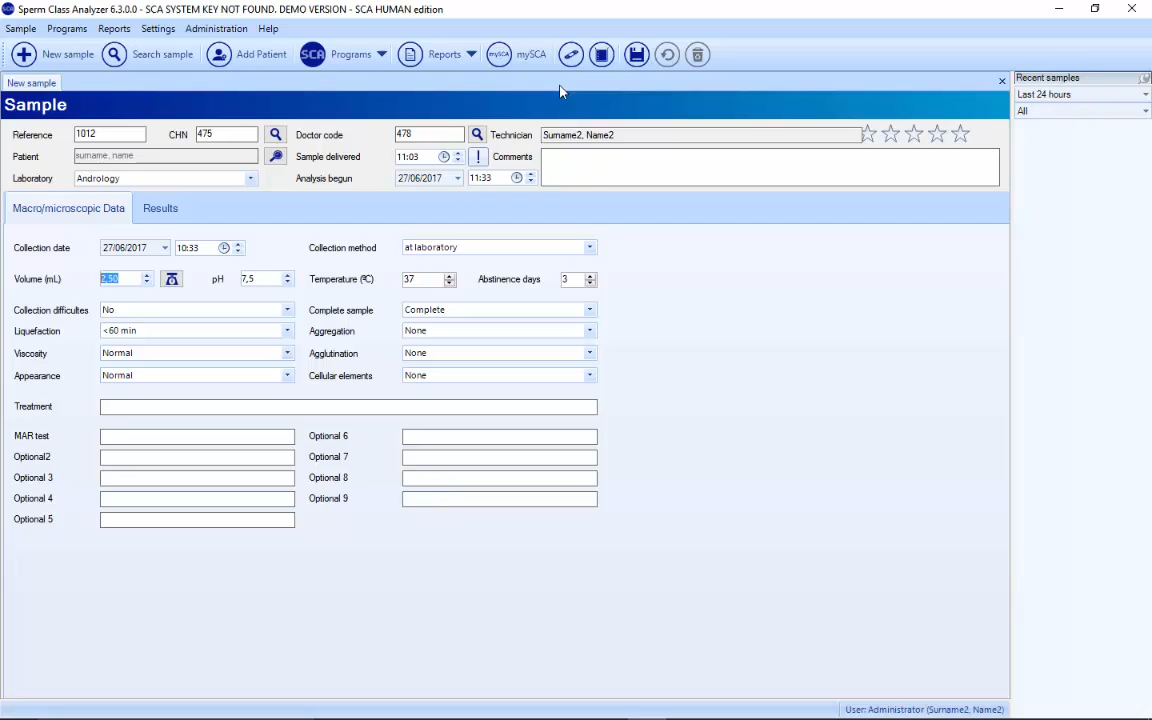 Sperm Class Analyzer 6.3.0.0 - SCA SYSTEM KEY NOT FOUND. DEMO VERSION - SCA HUMAN edition
Sample Programs Reports Settings Administration Help
New sample Search sample Add Patient SCA Programs Reports mySCA mySCA
New sample
Recent samples
Last 24 hours
All
Sample
Reference 1012 CHN 475 Doctor code 478 Technician Surname2, Name2
Patient surname, name Sample delivered 11:03 ! Comments
Laboratory Andrology Analysis begun 27/06/2017 11:33
Macro/microscopic Data Results
Collection date 27/06/2017 10:33 Collection method at laboratory
Volume (mL) 2,50 pH 7,5 Temperature (ºC) 37 Abstinence days 3
Collection difficultes No Complete sample Complete
Liquefaction <60 min Aggregation None
Viscosity Normal Agglutination None
Appearance Normal Cellular elements None
Treatment
MAR test Optional 6
Optional2 Optional 7
Optional 3 Optional 8
Optional 4 Optional 9
Optional 5
User: Administrator (Surname2, Name2)